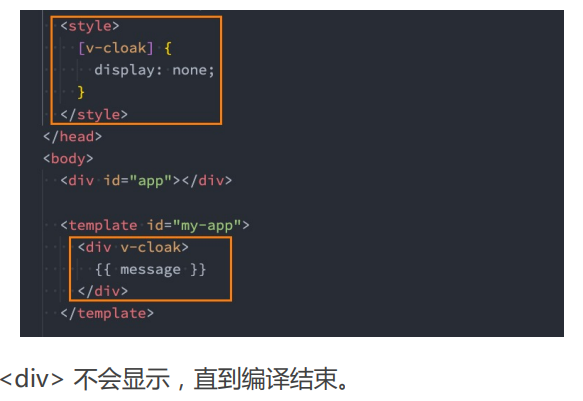 <style>
[v-cloak] {
display: none;
}
</style>
</head>
<body>
<div id="app"></div>
<template id="my-app">
<div v-cloak>
{{ message }}
</div>
</template>
<div> 不会显示，直到编译结束。